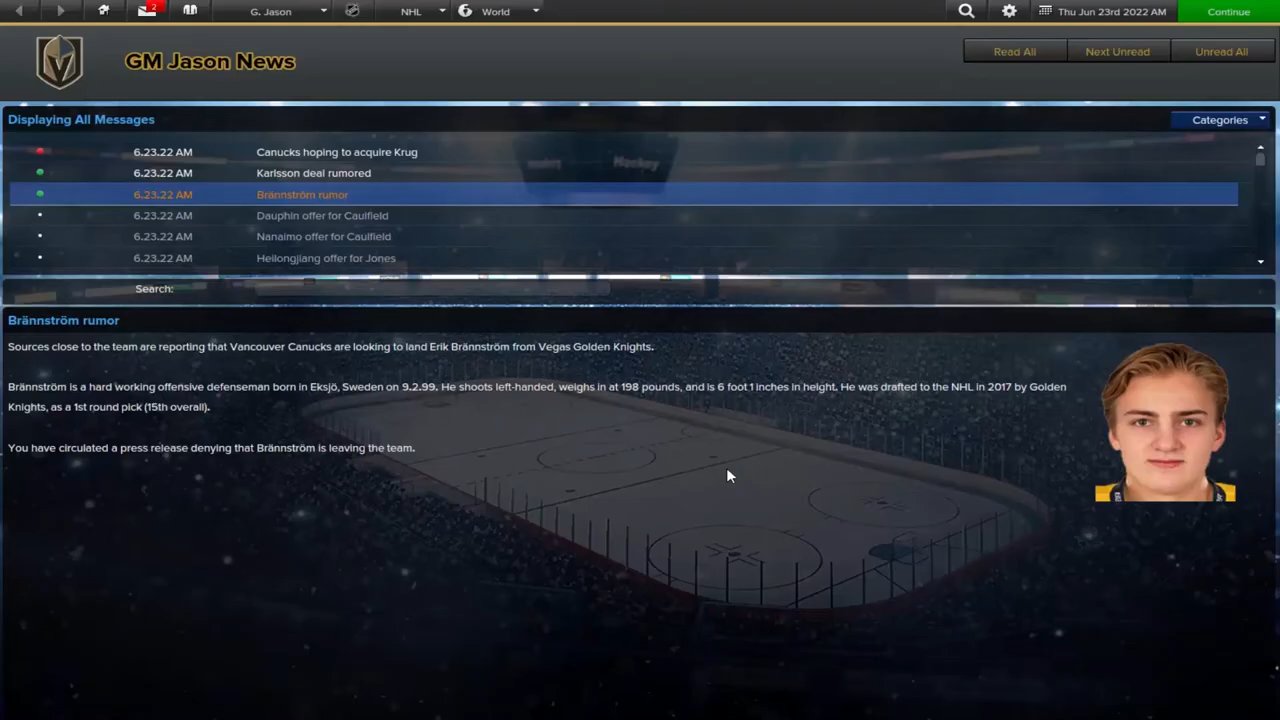 2
G. Jason
NHL
World
Thu Jun 23rd 2022 AM
Continue
GM Jason News
Read All
Next Unread
Unread All
Displaying All Messages
Categories
6.23.22 AM Canucks hoping to acquire Krug
6.23.22 AM Karlsson deal rumored
6.23.22 AM Brännström rumor
6.23.22 AM Dauphin offer for Caulfield
6.23.22 AM Nanaimo offer for Caulfield
6.23.22 AM Heilongjiang offer for Jones
Search:
Brännström rumor
Sources close to the team are reporting that Vancouver Canucks are looking to land Erik Brännström from Vegas Golden Knights.
Brännström is a hard working offensive defenseman born in Eksjö, Sweden on 9.2.99. He shoots left-handed, weighs in at 198 pounds, and is 6 foot 1 inches in height. He was drafted to the NHL in 2017 by Golden
Knights, as a 1st round pick (15th overall).
You have circulated a press release denying that Brännström is leaving the team.